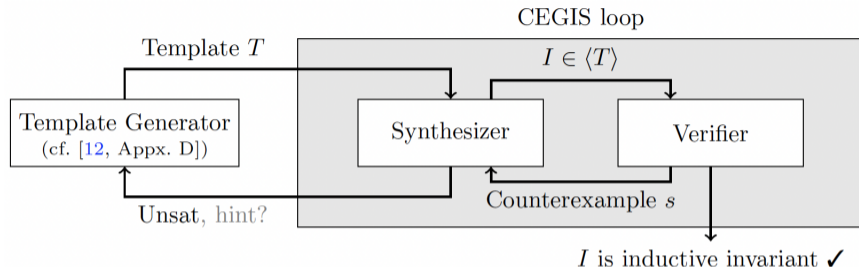 CEGIS loop
Template T
I ∈ ⟨T⟩
Template Generator
(cf. [12, Appx. D])
Synthesizer
Verifier
Unsat, hint?
Counterexample s
I is inductive invariant ✓